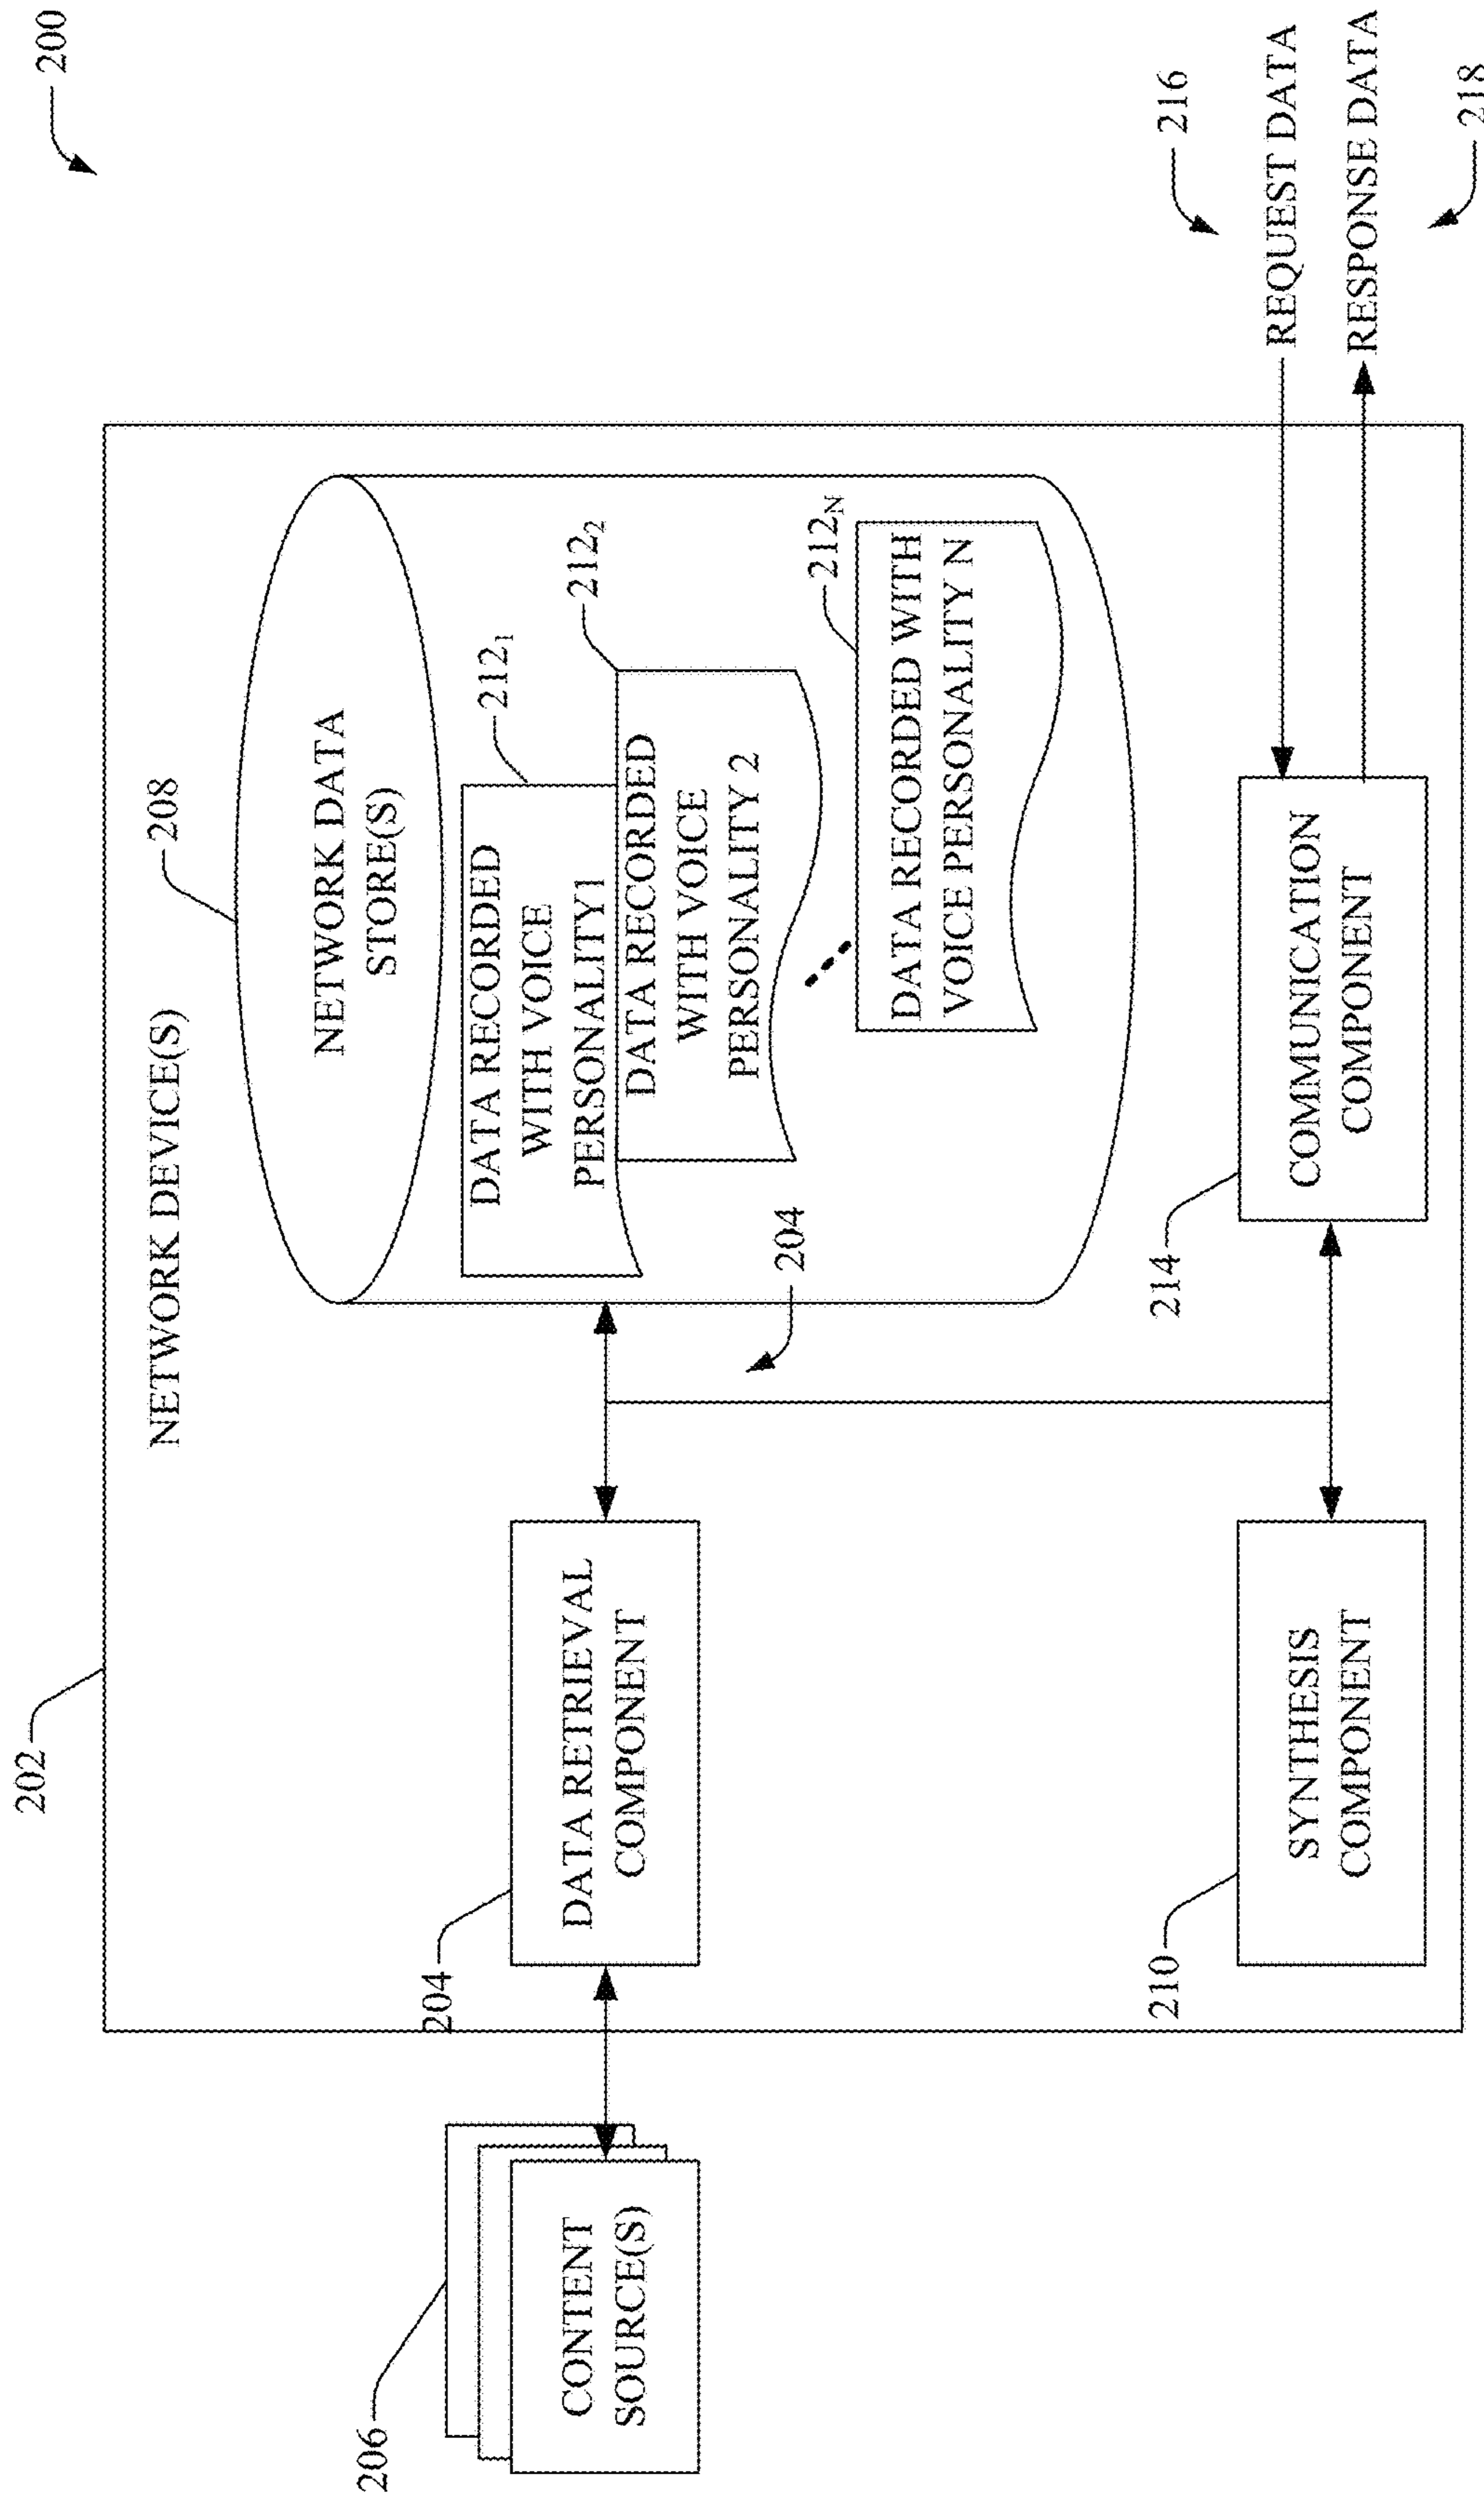 200
202
NETWORK DEVICE(S)
208
NETWORK DATA
STORE(S)
206
CONTENT
SOURCE(S)
204
DATA RETRIEVAL
COMPONENT
212₁
DATA RECORDED
WITH VOICE
PERSONALITY1
212₂
DATA RECORDED
WITH VOICE
PERSONALITY 2
204
212N
DATA RECORDED WITH
VOICE PERSONALITY N
210
SYNTHESIS
COMPONENT
214
COMMUNICATION
COMPONENT
216
REQUEST DATA
RESPONSE DATA
218